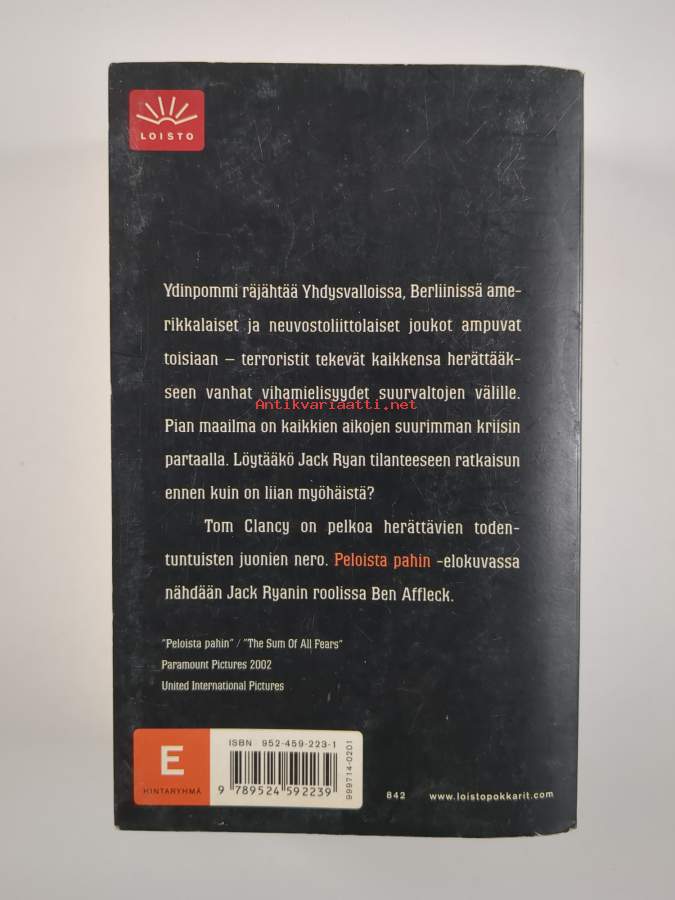 LOISTO
Ydinpommi räjähtää Yhdysvalloissa, Berliinissä ame-
rikkalaiset ja neuvostoliittolaiset joukot ampuvat
toisiaan – terroristit tekevät kaikkensa herättääk-
seen vanhat vihamielisyydet suurvaltojen välille.
Antikvariaatti.net
Pian maailma on kaikkien aikojen suurimman kriisin
partaalla. Löytääkö Jack Ryan tilanteeseen ratkaisun
ennen kuin on liian myöhäistä?
Tom Clancy on pelkoa herättävien toden-
tuntuisten juonien nero. Peloista pahin -elokuvassa
nähdään Jack Ryanin roolissa Ben Affleck.
"Peloista pahin" / "The Sum Of All Fears"
Paramount Pictures 2002
United International Pictures
E
HINTARYHMÄ
ISBN 952-459-223-1
9 789524 592239
999714-0201
842 www.loistopokkarit.com